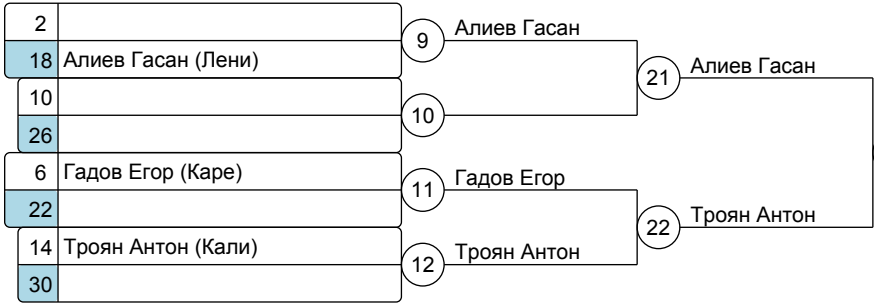 2
18 Алиев Гасан (Лени)
9 Алиев Гасан
10
26
10
21 Алиев Гасан
6 Гадов Егор (Каре)
22
11 Гадов Егор
14 Троян Антон (Кали)
30
12 Троян Антон
22 Троян Антон